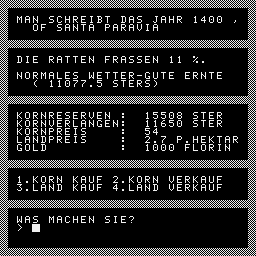 MAN SCHREIBT DAS JAHR 1400 ,
OF SANTA PARAVIA
DIE RATTEN FRASSEN 11 %.
NORMALES WETTER-GUTE ERNTE
( 11077.5 STERS)
KORNRESERVEN : 15508 STER
KORNVERLANGEN: 11650 STER
KORNPREIS : 54
LANDPREIS : 2.7 P.HEKTAR
GOLD : 1000 FLORIN
1.KORN KAUF 2.KORN VERKAUF
3.LAND KAUF 4.LAND VERKAUF
WAS MACHEN SIE?
>